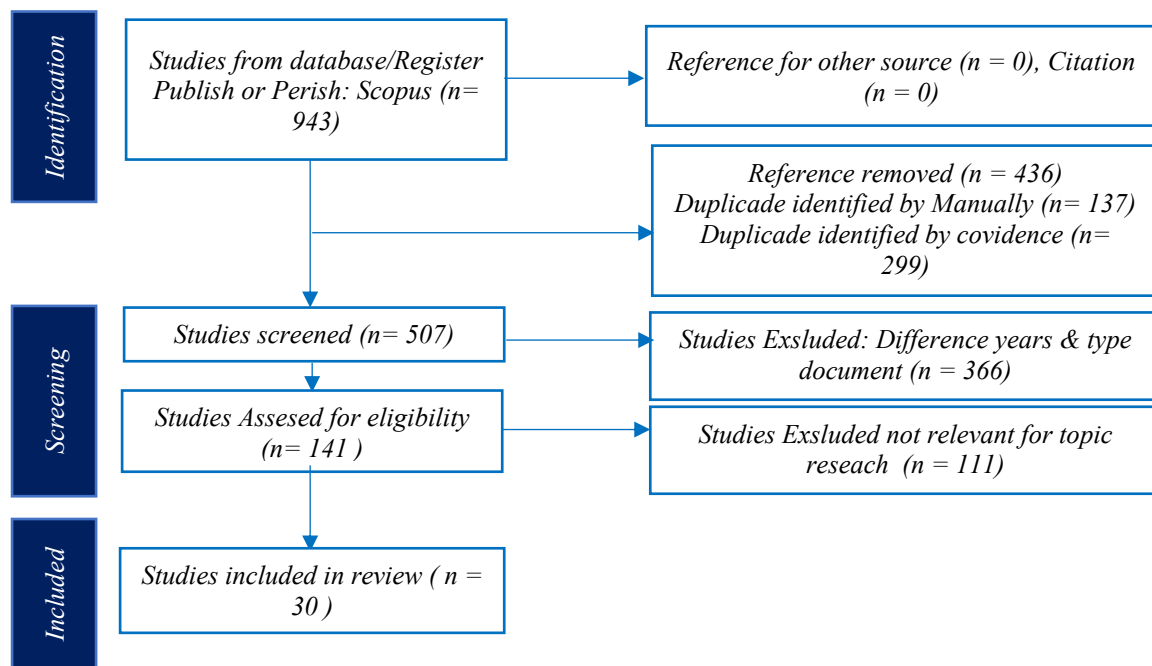 Identification
Studies from database/Register
Publish or Perish: Scopus (n=
943)
Reference for other source (n = 0), Citation
(n = 0)
Reference removed (n = 436)
Duplicade identified by Manually (n= 137)
Duplicade identified by covidence (n=
299)
Screening
Studies screened (n= 507)
Studies Exsluded: Difference years & type
document (n = 366)
Studies Assesed for eligibility
(n= 141 )
Studies Exsluded not relevant for topic
reseach  (n = 111)
Included
Studies included in review ( n =
30 )